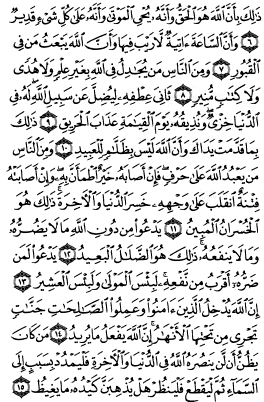 ذَٰلِكَ بِأَنَّ ٱللَّهَ هُوَ ٱلْحَقُّ وَأَنَّهُۥ يُحْىِ ٱلْمَوْتَىٰ وَأَنَّهُۥ عَلَىٰ كُلِّ شَىْءٍ قَدِيرٌ
٦ وَأَنَّ ٱلسَّاعَةَ ءَاتِيَةٌ لَّا رَيْبَ فِيهَا وَأَنَّ ٱللَّهَ يَبْعَثُ مَن فِى
ٱلْقُبُورِ ٧ وَمِنَ ٱلنَّاسِ مَن يُجَٰدِلُ فِى ٱللَّهِ بِغَيْرِ عِلْمٍ وَلَا هُدًى
وَلَا كِتَٰبٍ مُّنِيرٍ ٨ ثَانِىَ عِطْفِهِۦ لِيُضِلَّ عَن سَبِيلِ ٱللَّهِ لَهُۥ فِى
ٱلدُّنْيَا خِزْىٌ وَنُذِيقُهُۥ يَوْمَ ٱلْقِيَٰمَةِ عَذَابَ ٱلْحَرِيقِ ٩ ذَٰلِكَ
بِمَا قَدَّمَتْ يَدَاكَ وَأَنَّ ٱللَّهَ لَيْسَ بِظَلَّٰمٍ لِّلْعَبِيدِ ١٠ وَمِنَ ٱلنَّاسِ
مَن يَعْبُدُ ٱللَّهَ عَلَىٰ حَرْفٍ فَإِنْ أَصَابَهُۥ خَيْرٌ ٱطْمَأَنَّ بِهِۦ وَإِنْ أَصَابَتْهُ
فِتْنَةٌ ٱنقَلَبَ عَلَىٰ وَجْهِهِۦ خَسِرَ ٱلدُّنْيَا وَٱلْءَاخِرَةَ ذَٰلِكَ هُوَ
ٱلْخُسْرَانُ ٱلْمُبِينُ ١١ يَدْعُوا۟ مِن دُونِ ٱللَّهِ مَا لَا يَضُرُّهُۥ
وَمَا لَا يَنفَعُهُۥ ذَٰلِكَ هُوَ ٱلضَّلَٰلُ ٱلْبَعِيدُ ١٢ يَدْعُوا۟ لَمَن
ضَرُّهُۥٓ أَقْرَبُ مِن نَّفْعِهِۦ لَبِئْسَ ٱلْمَوْلَىٰ وَلَبِئْسَ ٱلْعَشِيرُ
١٣ إِنَّ ٱللَّهَ يُدْخِلُ ٱلَّذِينَ ءَامَنُوا۟ وَعَمِلُوا۟ ٱلصَّٰلِحَٰتِ جَنَّٰتٍ
تَجْرِى مِن تَحْتِهَا ٱلْأَنْهَٰرُ إِنَّ ٱللَّهَ يَفْعَلُ مَا يُرِيدُ ١٤ مَن كَانَ
يَظُنُّ أَن لَّن يَنصُرَهُ ٱللَّهُ فِى ٱلدُّنْيَا وَٱلْءَاخِرَةِ فَلْيَمْدُدْ بِسَبَبٍ إِلَى
ٱلسَّمَآءِ ثُمَّ لْيَقْطَعْ فَلْيَنظُرْ هَلْ يُذْهِبَنَّ كَيْدُهُۥ مَا يَغِيظُ ١٥